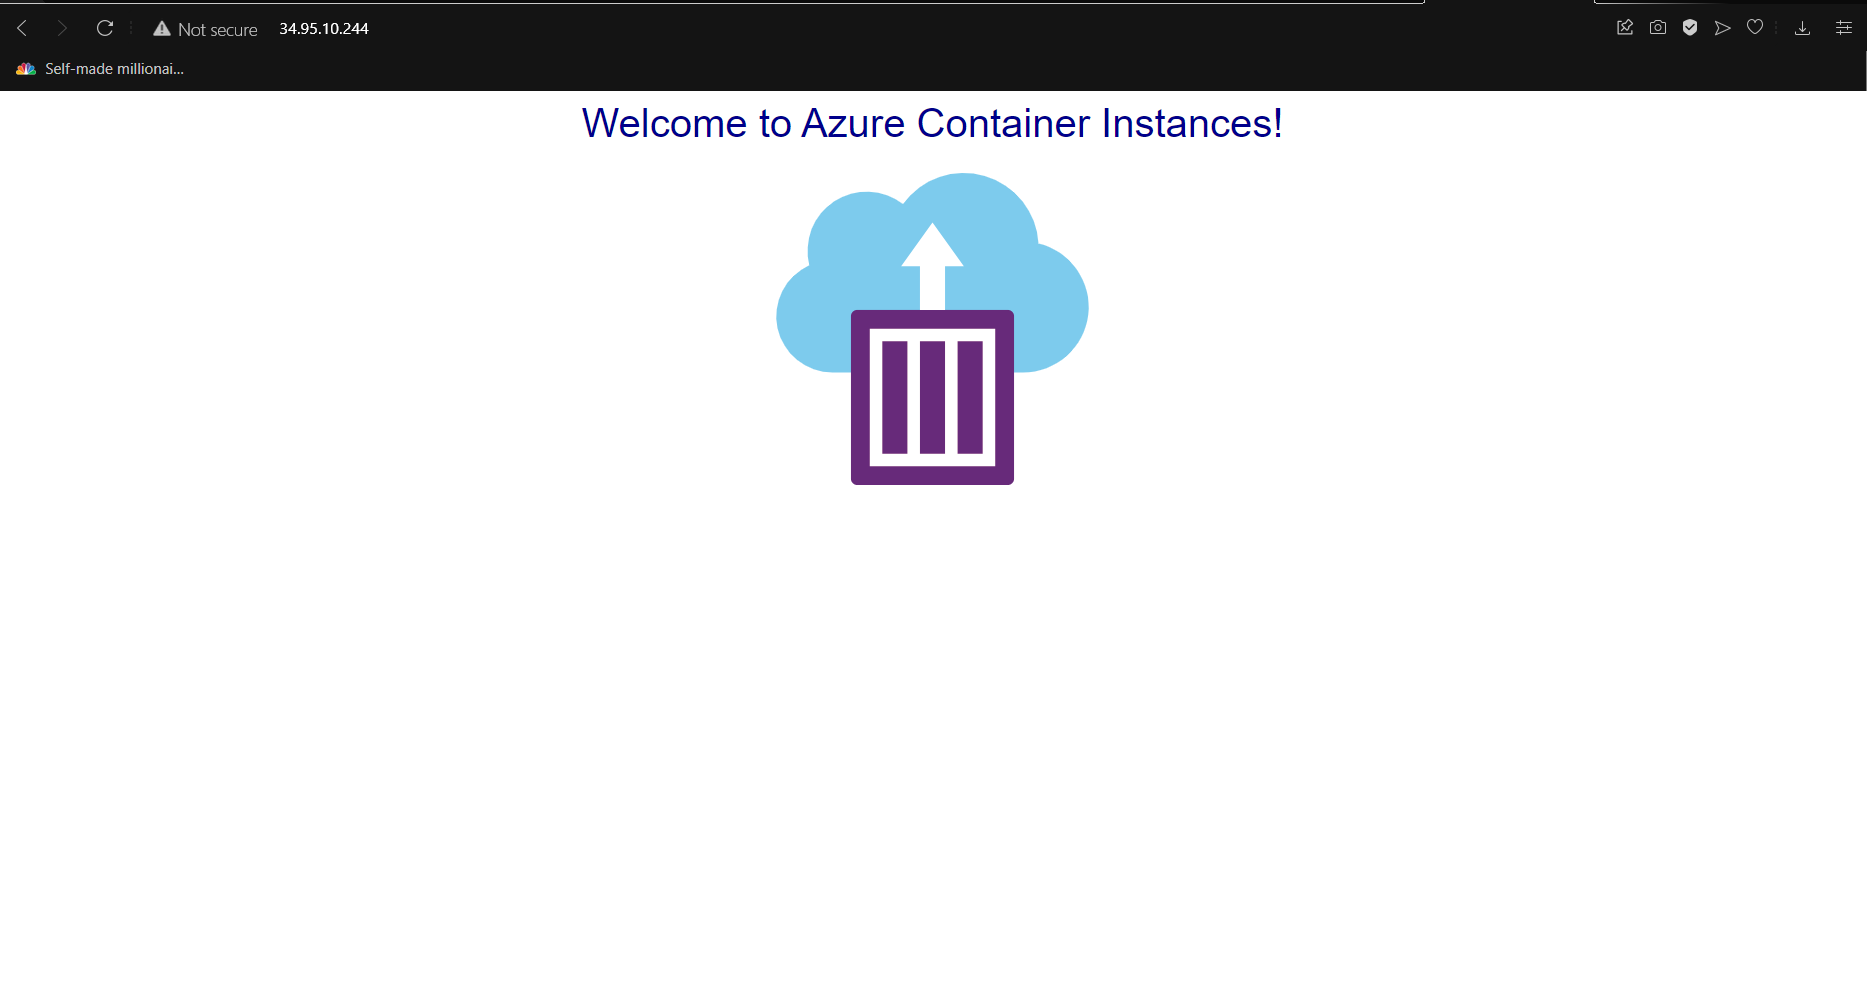 Not secure 34.95.10.244
Self-made millionai...
Welcome to Azure Container Instances!